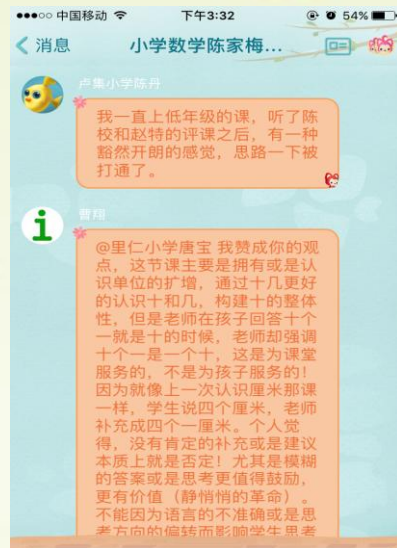 中国移动 下午3:32 54%
消息 小学数学陈家梅...
卢集小学陈丹
我一直上低年级的课，听了陈
校和赵特的评课之后，有一种
豁然开朗的感觉，思路一下被
打通了。
曹翔
@里仁小学唐宝 我赞成你的观
点，这节课主要是拥有或是认
识单位的扩增，通过十几更好
的认识十和几，构建十的整体
性，但是老师在孩子回答十个
一就是十的时候，老师却强调
十个一是一个十，这是为课堂
服务的，不是为孩子服务的！
因为就像上一次认识厘米那课
一样，学生说四个厘米，老师
补充成四个一厘米。个人觉
得，没有肯定的补充或是建议
本质上就是否定！尤其是模糊
的答案或是思考更值得鼓励，
更有价值（静悄悄的革命）。
不能因为语言的不准确或是思
考方向的偏转而影响学生思考